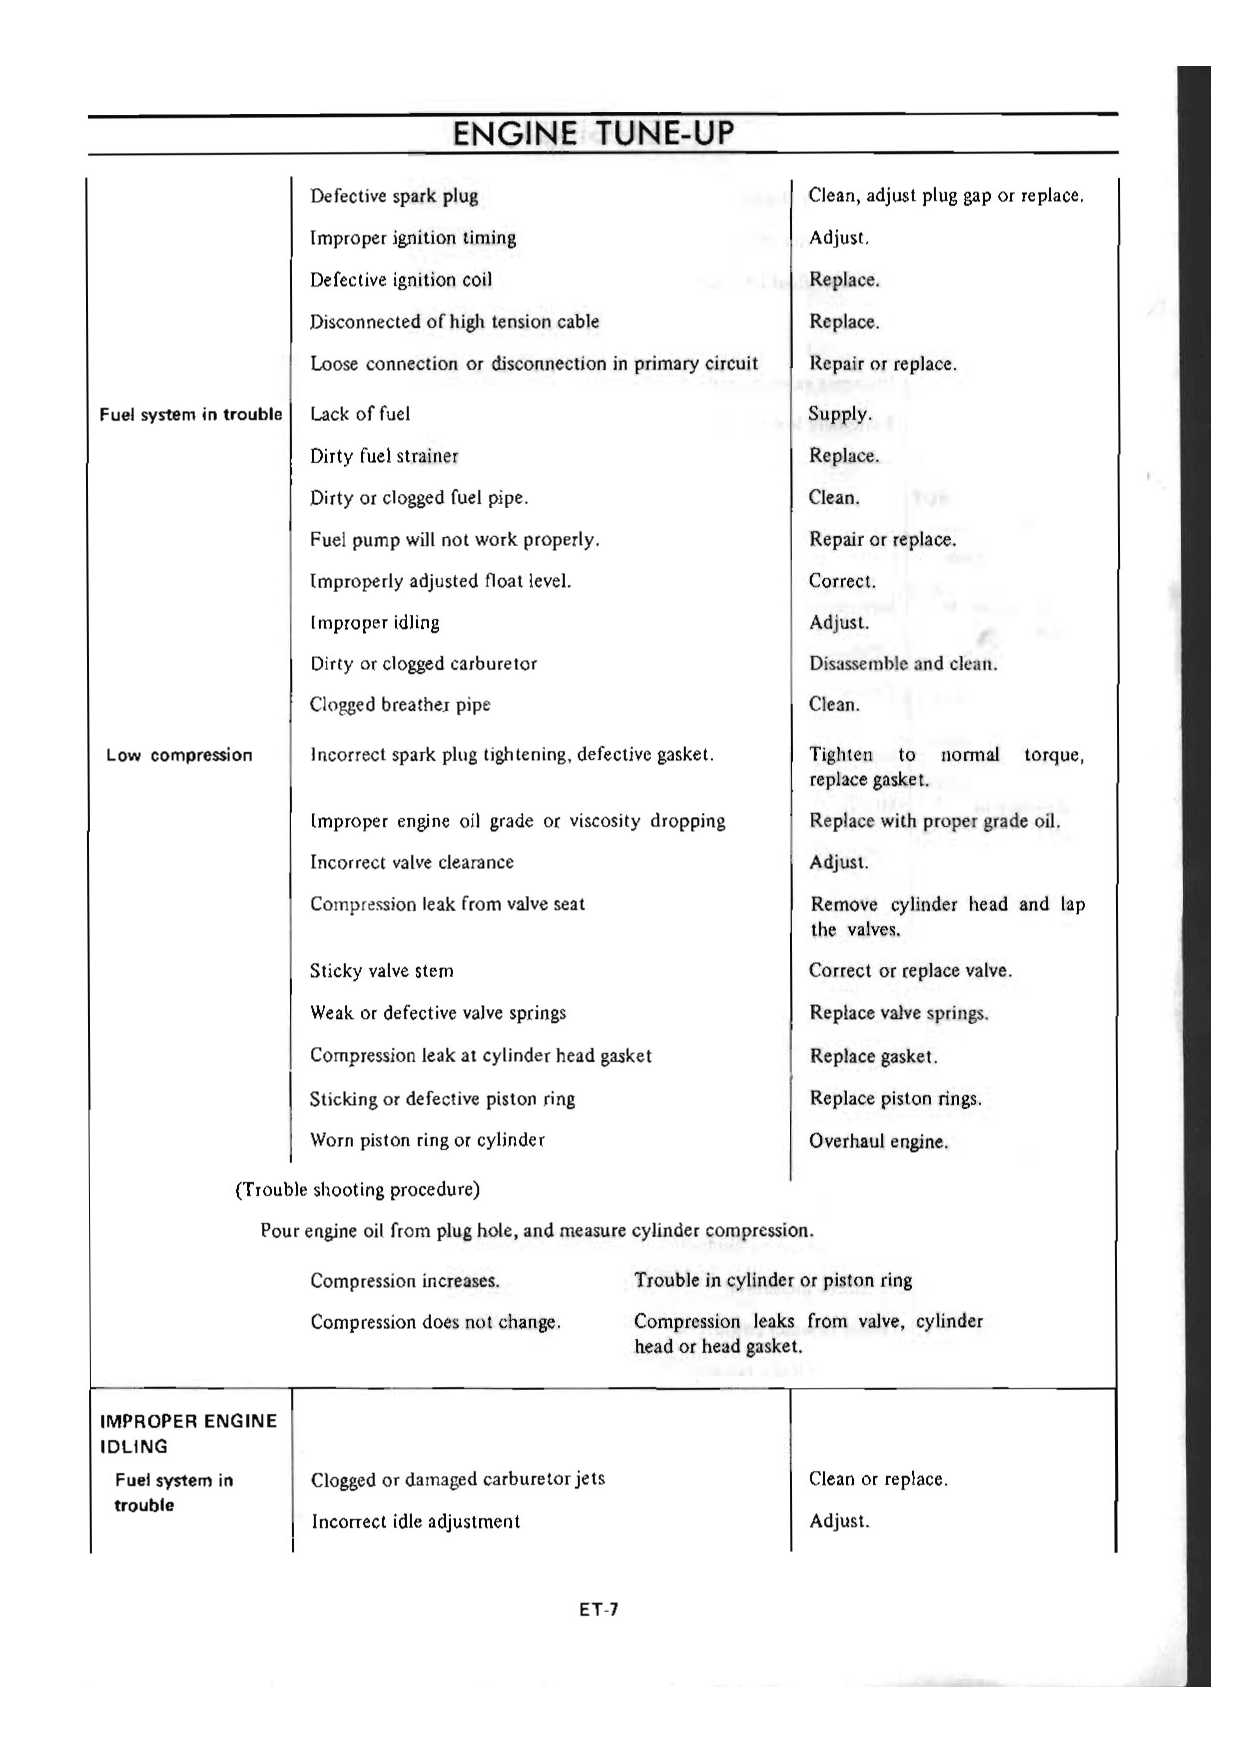 ENGINE TUNE-UP
Defective spark plug Clean, adjust plug gap or replace.
Improper ignition timing Adjust.
Defective ignition coil Replace.
Disconnected of high tension cable Replace.
Loose connection or disconnection in primary circuit Repair or replace.
Fuel system in trouble Lack of fuel Supply.
Dirty fuel strainer Replace.
Dirty or clogged fuel pipe. Clean.
Fuel pump will not work properly. Repair or replace.
Improperly adjusted float level. Correct.
Improper idling Adjust.
Dirty or clogged carburetor Disassemble and clean.
Clogged breather pipe Clean.
Low compression Incorrect spark plug tightening, defective gasket. Tighten to normal torque,
replace gasket.
Improper engine oil grade or viscosity dropping Replace with proper grade oil.
Incorrect valve clearance Adjust.
Compression leak from valve seat Remove cylinder head and lap
the valves.
Sticky valve stem Correct or replace valve.
Weak or defective valve springs Replace valve springs.
Compression leak at cylinder head gasket Replace gasket.
Sticking or defective piston ring Replace piston rings.
Worn piston ring or cylinder Overhaul engine.
(Trouble shooting procedure)
Pour engine oil from plug hole, and measure cylinder compression.
Compression increases. Trouble in cylinder or piston ring
Compression does not change. Compression leaks from valve, cylinder
head or head gasket.
IMPROPER ENGINE
IDLING
Fuel system in Clogged or damaged carburetor jets Clean or replace.
trouble
Incorrect idle adjustment Adjust.
ET-7